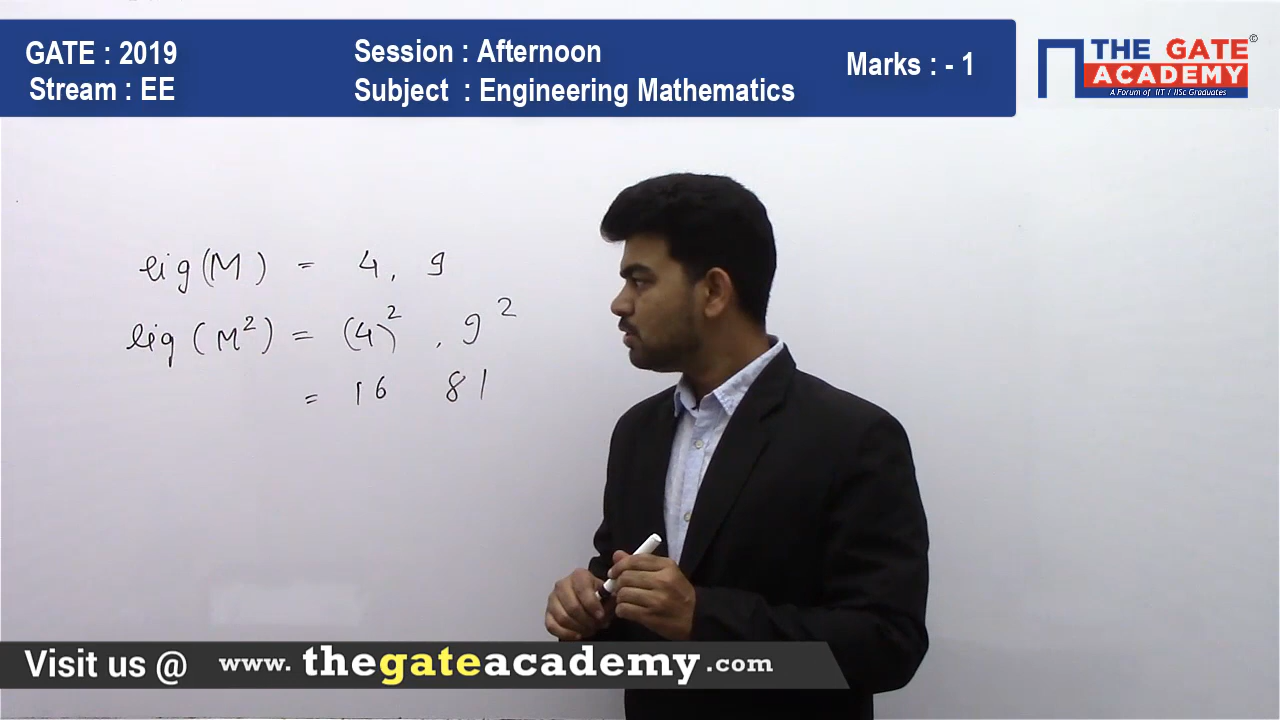 GATE : 2019
Stream : EE
Session : Afternoon
Subject : Engineering Mathematics
Marks : - 1
THE GATE
ACADEMY
©
A Forum of IIT / IISc Graduates
eig(M) = 4, 9
eig(M²) = (4)², 9²
= 16 81
Visit us @ www.thegateacademy.com